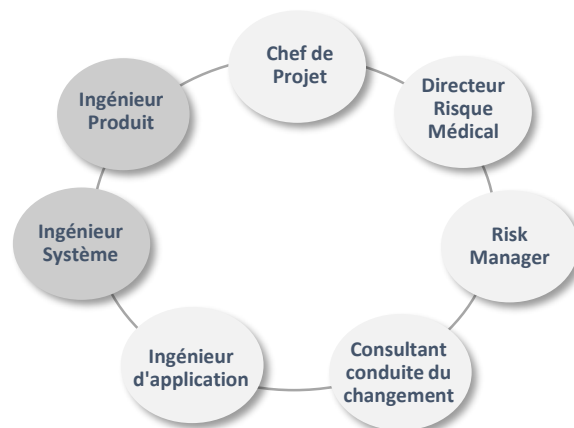 Chef de
Projet
Directeur
Risque
Médical
Risk
Manager
Consultant
conduite du
changement
Ingénieur
d'application
Ingénieur
Système
Ingénieur
Produit